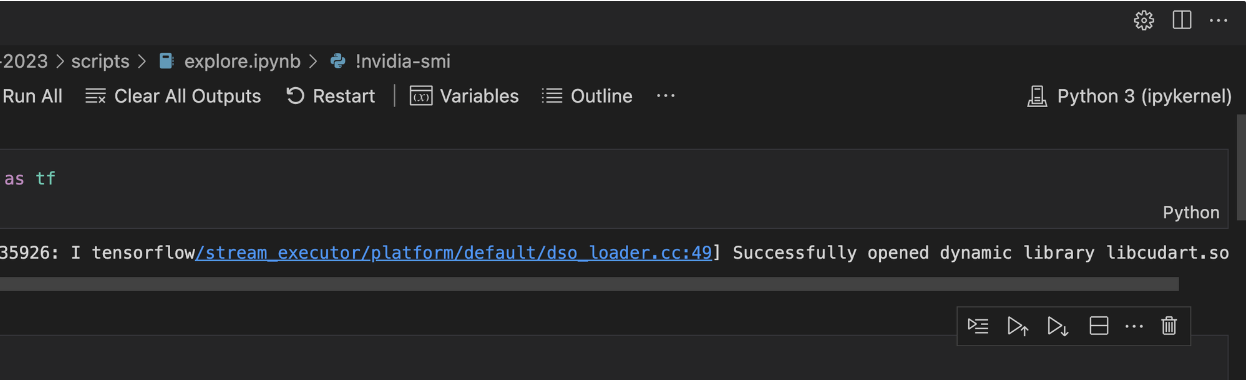 -2023 > scripts > explore.ipynb > !nvidia-smi
Run All Clear All Outputs Restart Variables Outline ... Python 3 (ipykernel)
as tf
Python
35926: I tensorflow/stream_executor/platform/default/dso_loader.cc:49] Successfully opened dynamic library libcudart.so